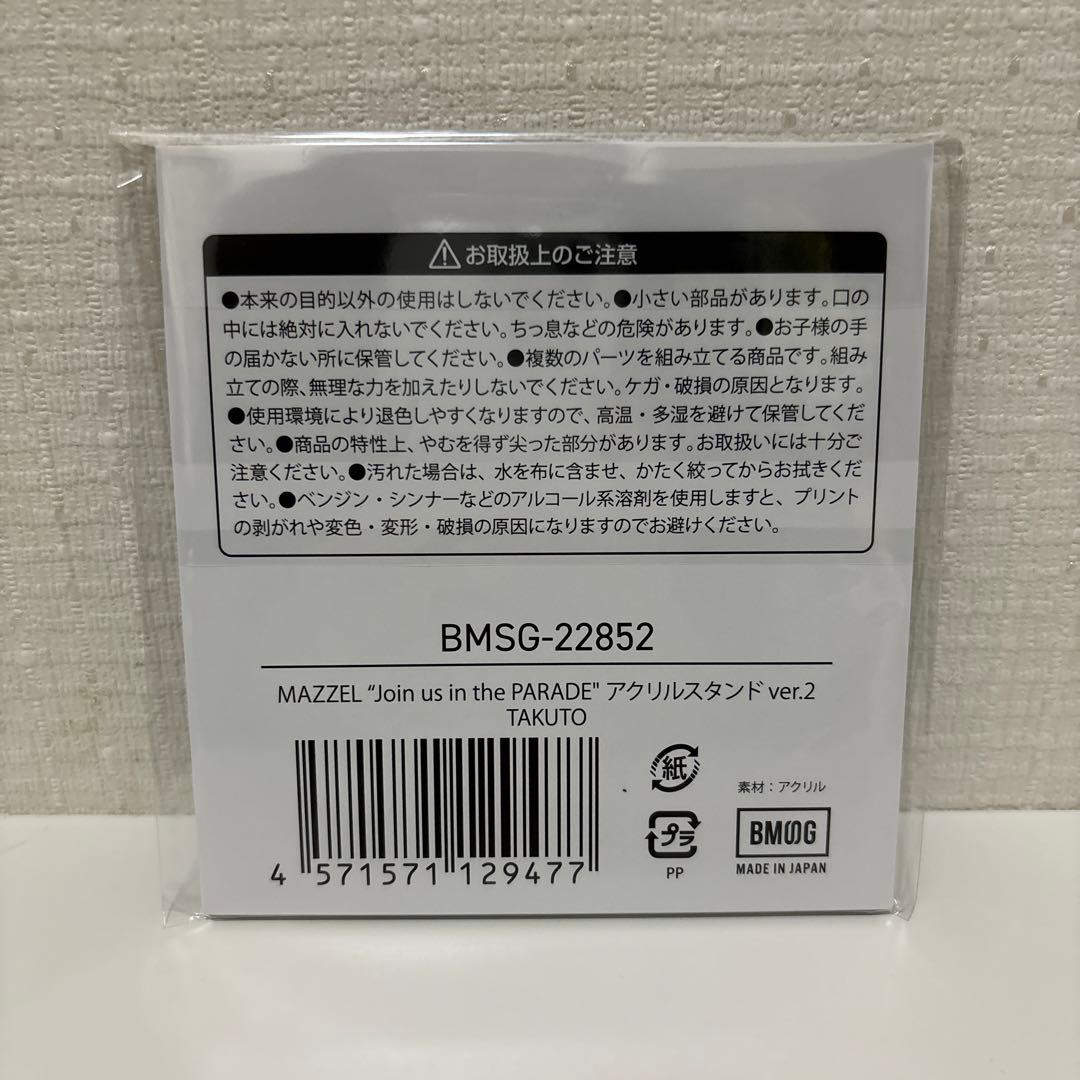 お取扱上のご注意
●本来の目的以外の使用はしないでください。●小さい部品があります。口の
中には絶対に入れないでください。ちっ息などの危険があります。●お子様の手
の届かない所に保管してください。●複数のパーツを組み立てる商品です。組み
立ての際、無理な力を加えたりしないでください。ケガ・破損の原因となります。
●使用環境により退色しやすくなりますので、高温・多湿を避けて保管してくだ
さい。●商品の特性上、やむを得ず尖った部分があります。お取扱いには十分ご
注意ください。●汚れた場合は、水を布に含ませ、かたく絞ってからお拭きくだ
さい。●ベンジン・シンナーなどのアルコール系溶剤を使用しますと、プリント
の剥がれや変色・変形・破損の原因になりますのでお避けください。
BMSG-22852
MAZZEL “Join us in the PARADE" アクリルスタンド ver.2
TAKUTO
4 571571 129477
紙
プラ
PP
素材：アクリル
BMSG
MADE IN JAPAN